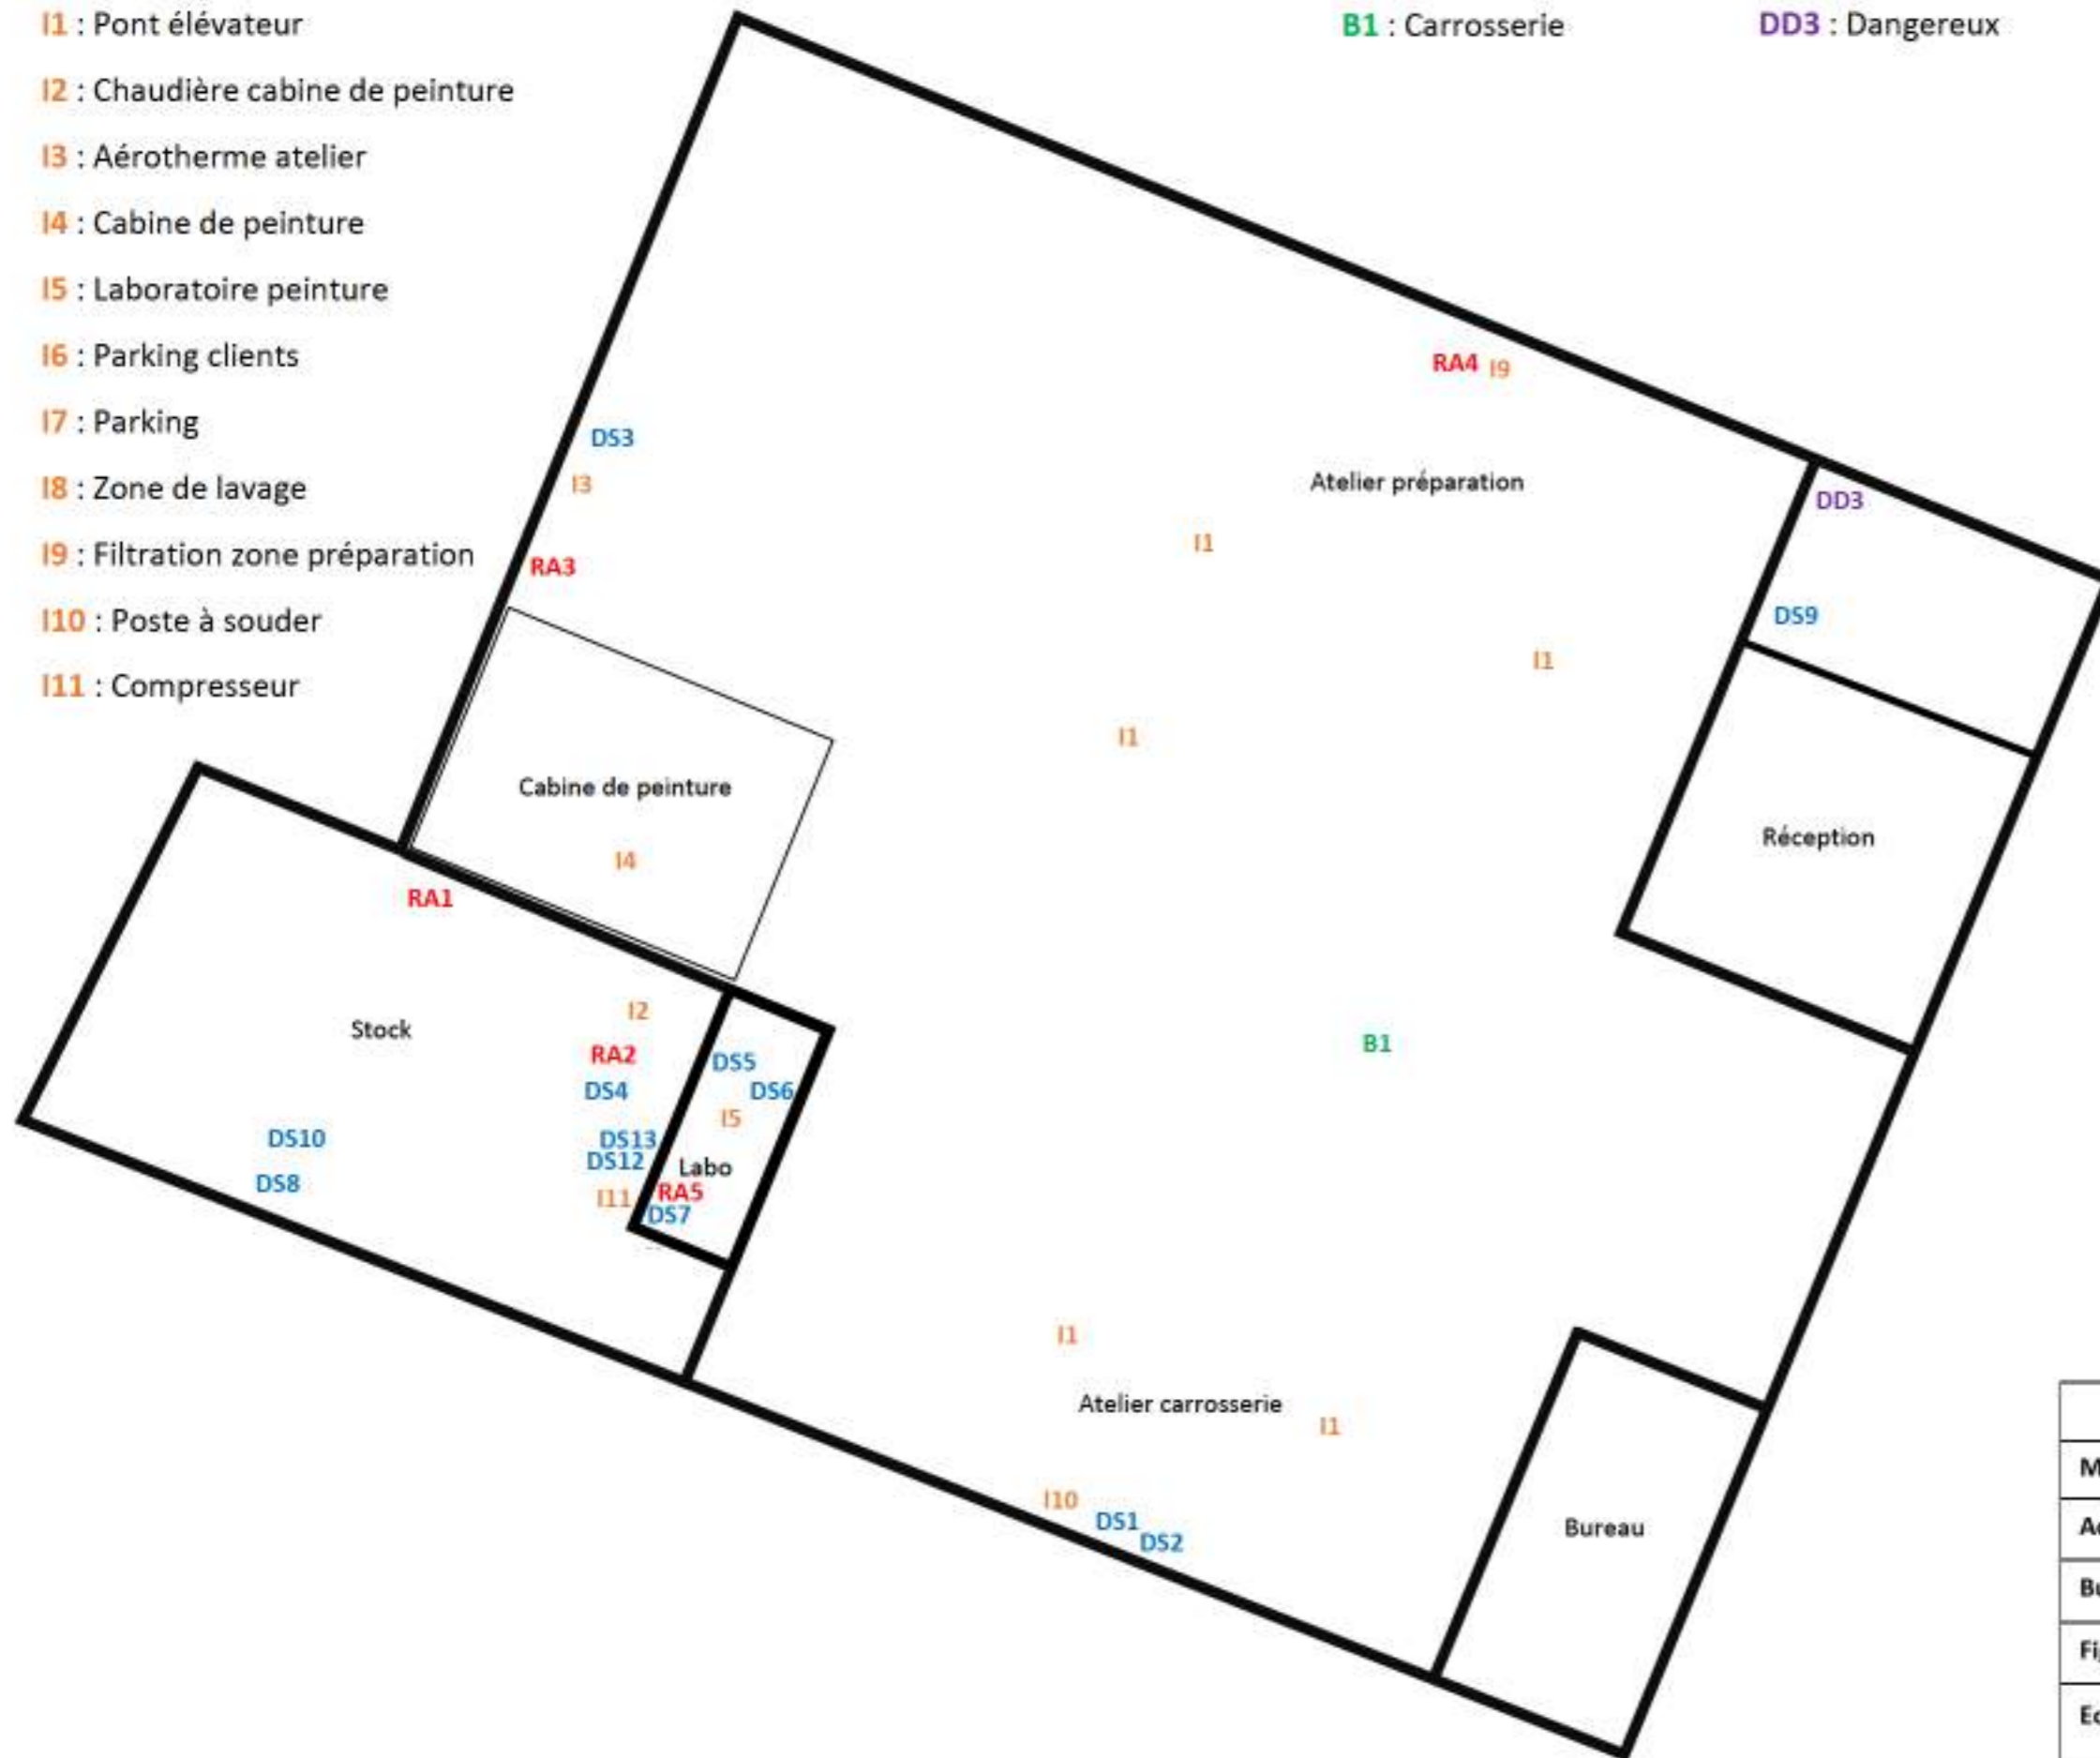 I1 : Pont élévateur
B1 : Carrosserie
DD3 : Dangereux
I2 : Chaudière cabine de peinture
I3 : Aérotherme atelier
I4 : Cabine de peinture
I5 : Laboratoire peinture
I6 : Parking clients
I7 : Parking
I8 : Zone de lavage
I9 : Filtration zone préparation
I10 : Poste à souder
I11 : Compresseur
RA4 I9
DS3
I3
Atelier préparation
DD3
I1
RA3
DS9
I1
I1
Cabine de peinture
Réception
I4
RA1
I2
Stock
RA2
B1
DS5
DS4
DS6
I5
DS10
DS13
DS12
Labo
DS8
I11
RA5
DS7
I1
Atelier carrosserie
I1
I10
DS1
DS2
Bureau